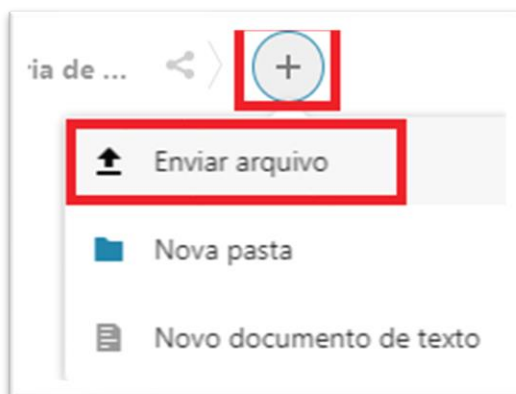 ria de ...
+
Enviar arquivo
Nova pasta
Novo documento de texto